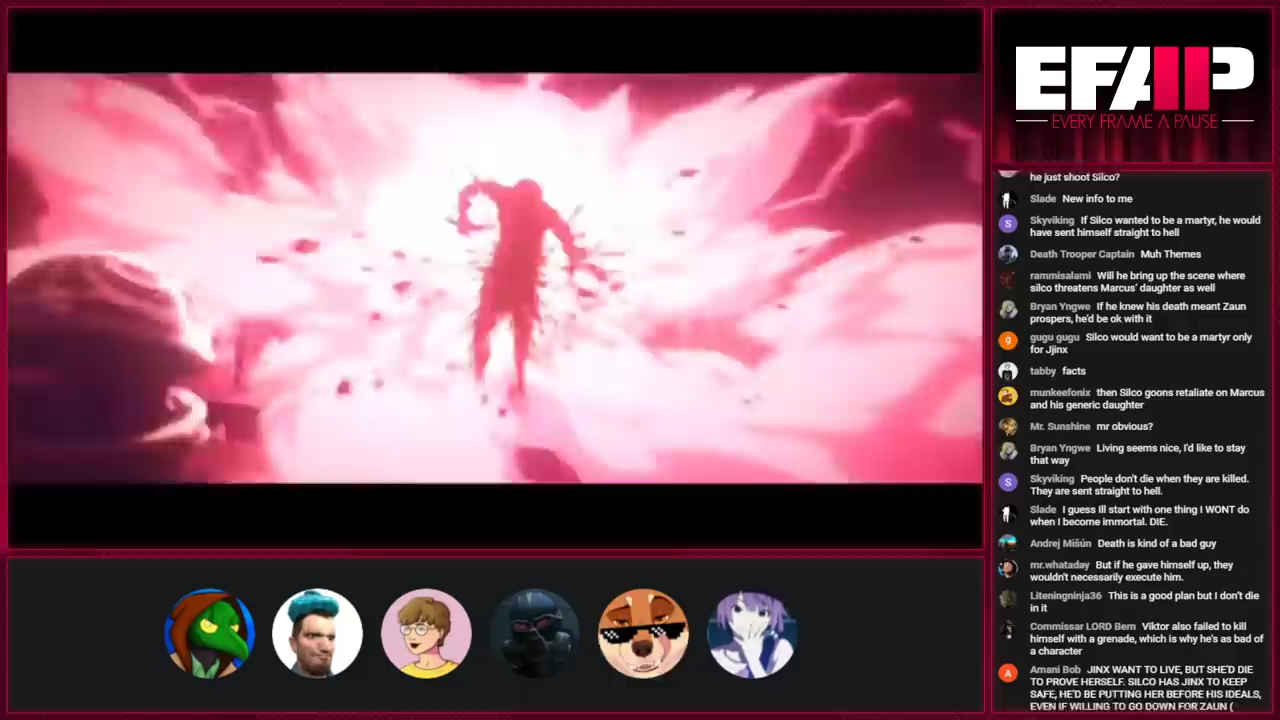 EFAP
EVERY FRAME A PAUSE
he just shoot Silco?
Slade New info to me
Skyviking If Silco wanted to be a martyr, he would
have sent himself straight to hell
Death Trooper Captain Muh Themes
rammisalami Will he bring up the scene where
silco threatens Marcus' daughter as well
Bryan Yngwe If he knew his death meant Zaun
prospers, he'd be ok with it
gugu gugu Silco would want to be a martyr only
for Jjinx
tabby facts
munkeefonix then Silco goons retaliate on Marcus
and his generic daughter
Mr. Sunshine mr obvious?
Bryan Yngwe Living seems nice, I'd like to stay
that way
S
Skyviking People don't die when they are killed.
They are sent straight to hell.
Slade I guess Ill start with one thing I WONT do
when I become immortal. DIE.
Andrej Mišún Death is kind of a bad guy
mr.whataday But if he gave himself up, they
wouldn't necessarily execute him.
Liteningninja36 This is a good plan but I don't die
in it
Commissar LORD Bern Viktor also failed to kill
himself with a grenade, which is why he's as bad of
a character
A
Amani Bob JINX WANT TO LIVE, BUT SHE'D DIE
TO PROVE HERSELF. SILCO HAS JINX TO KEEP
SAFE, HE'D BE PUTTING HER BEFORE HIS IDEALS,
EVEN IF WILLING TO GO DOWN FOR ZAUN (